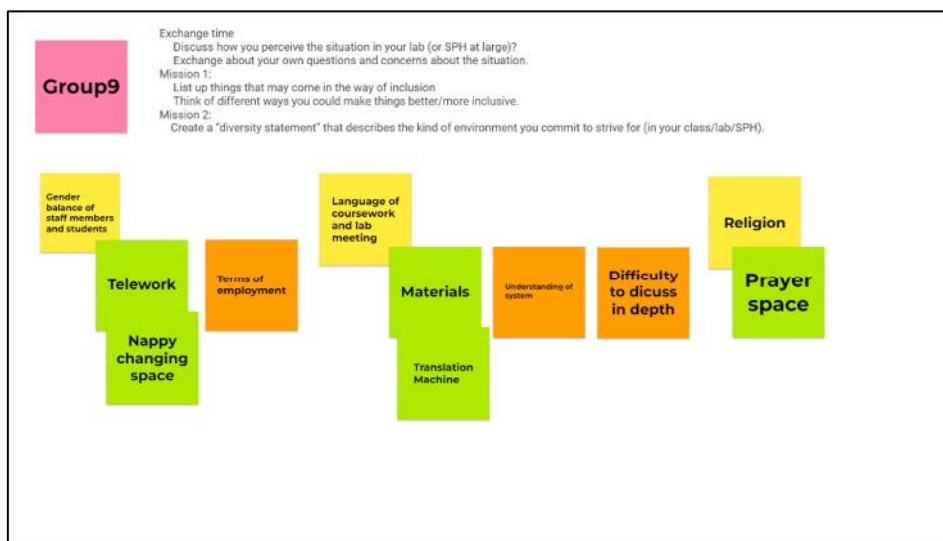 Group9
Exchange time
Discuss how you perceive the situation in your lab (or SPH at large)?
Exchange about your own questions and concerns about the situation.
Mission 1:
List up things that may come in the way of inclusion
Think of different ways you could make things better/more inclusive.
Mission 2:
Create a "diversity statement" that describes the kind of environment you commit to strive for (in your class/lab/SPH).
Gender
balance of
staff members
and students
Telework
Nappy
changing
space
Terms of
employment
Language of
coursework
and lab
meeting
Materials
Translation
Machine
Understanding of
system
Difficulty
to dicuss
in depth
Religion
Prayer
space